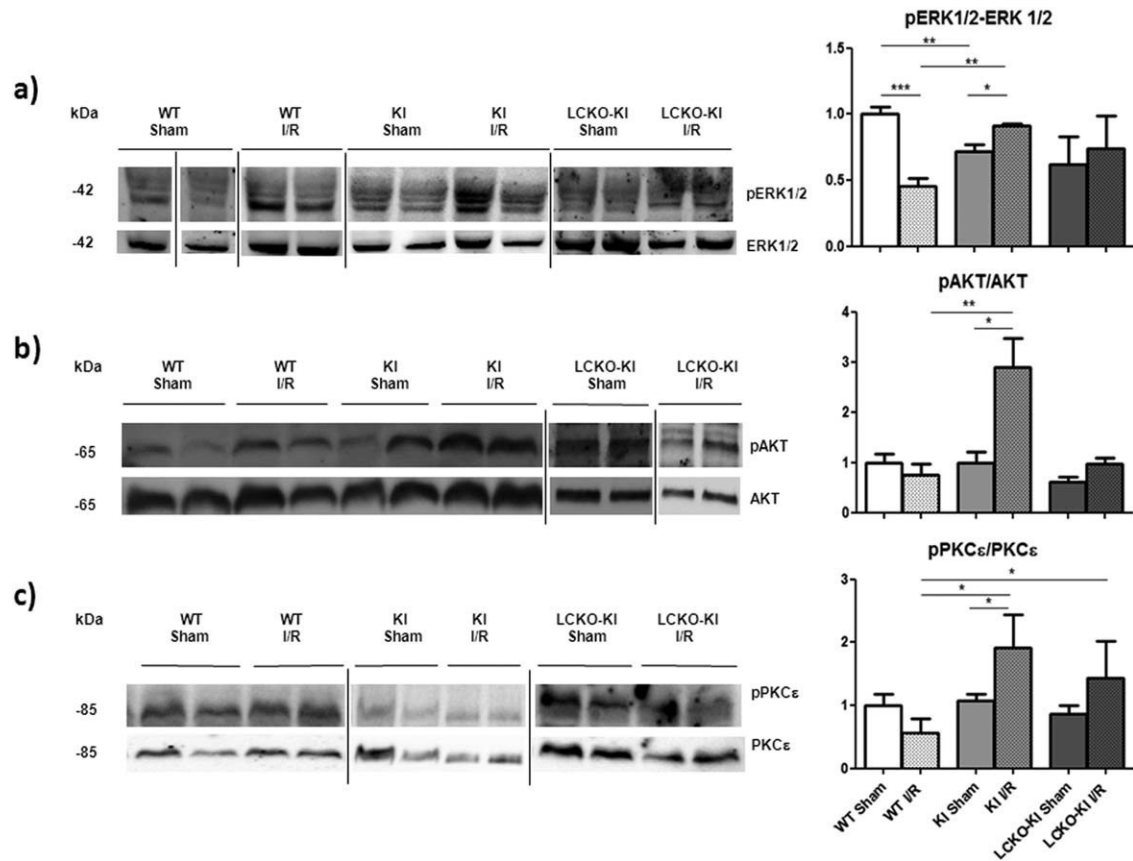 pERK1/2-ERK 1/2
a)
kDa
WT
Sham
WT
I/R
KI
Sham
KI
I/R
LCKO-KI
Sham
LCKO-KI
I/R
-42
pERK1/2
-42
ERK1/2
1.5
1.0
0.5
0.0
**
**
***
*
b)
kDa
WT
Sham
WT
I/R
KI
Sham
KI
I/R
LCKO-KI
Sham
LCKO-KI
I/R
-65
pAKT
-65
AKT
pAKT/AKT
4
3
2
1
0
**
*
c)
kDa
WT
Sham
WT
I/R
KI
Sham
KI
I/R
LCKO-KI
Sham
LCKO-KI
I/R
-85
pPKCε
-85
PKCε
pPKCε/PKCε
3
2
1
0
*
*
*
WT Sham
WT I/R
KI Sham
KI I/R
LCKO-KI Sham
LCKO-KI I/R